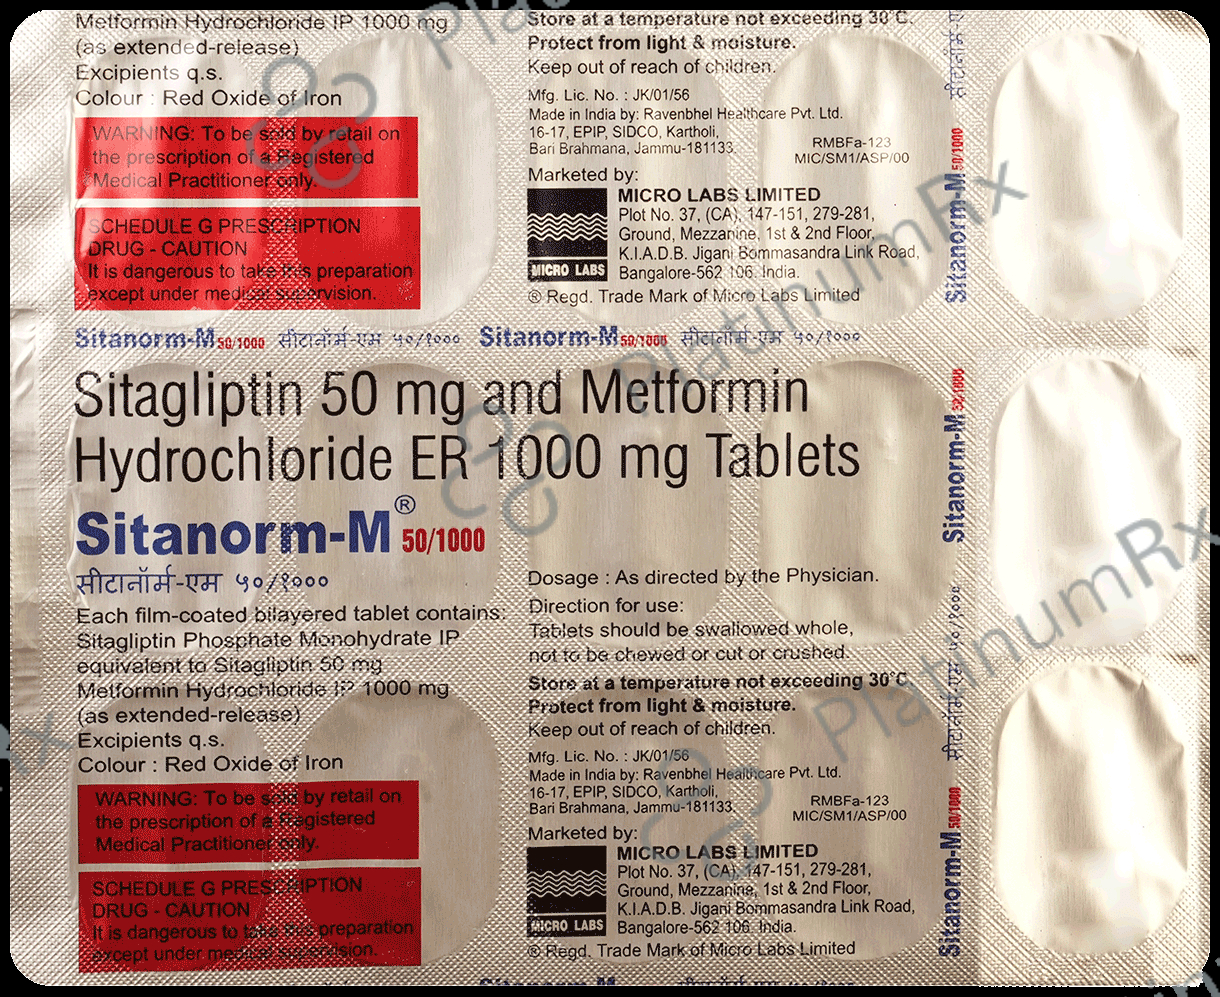 Metformin Hydrochloride IP 1000 mg
(as extended-release)
Excipients q.s.
Colour : Red Oxide of Iron
WARNING: To be sold by retail on
the prescription of a Registered
Medical Practitioner only.
SCHEDULE G PRESCRIPTION
DRUG - CAUTION
It is dangerous to take this preparation
except under medical supervision.
Store at a temperature not exceeding 30°C.
Protect from light & moisture.
Keep out of reach of children.
Mfg. Lic. No. : JK/01/56
Made in India by: Ravenbhel Healthcare Pvt. Ltd.
16-17, EPIP, SIDCO, Kartholi,
Bari Brahmana, Jammu-181133.
RMBFa-123
MIC/SM1/ASP/00
Marketed by:
MICRO LABS
MICRO LABS LIMITED
Plot No. 37, (CA), 147-151, 279-281,
Ground, Mezzanine, 1st & 2nd Floor,
K.I.A.D.B. Jigani Bommasandra Link Road,
Bangalore-562 106. India.
® Regd. Trade Mark of Micro Labs Limited
Sitanorm-M 50/1000 सीटानॉर्म-एम ५०/१००० Sitanorm-M 50/1000 सीटानॉर्म-एम ५०/१०००
Sitagliptin 50 mg and Metformin
Hydrochloride ER 1000 mg Tablets
Sitanorm-M® 50/1000
सीटानॉर्म-एम ५०/१०००
Each film-coated bilayered tablet contains:
Sitagliptin Phosphate Monohydrate IP
equivalent to Sitagliptin 50 mg
Metformin Hydrochloride IP 1000 mg
(as extended-release)
Excipients q.s.
Colour : Red Oxide of Iron
WARNING: To be sold by retail on
the prescription of a Registered
Medical Practitioner only.
SCHEDULE G PRESCRIPTION
DRUG - CAUTION
It is dangerous to take this preparation
except under medical supervision.
Dosage : As directed by the Physician.
Direction for use:
Tablets should be swallowed whole,
not to be chewed or cut or crushed.
Store at a temperature not exceeding 30°C.
Protect from light & moisture.
Keep out of reach of children.
Mfg. Lic. No. : JK/01/56
Made in India by: Ravenbhel Healthcare Pvt. Ltd.
16-17, EPIP, SIDCO, Kartholi,
Bari Brahmana, Jammu-181133.
RMBFa-123
MIC/SM1/ASP/00
Marketed by:
MICRO LABS
MICRO LABS LIMITED
Plot No. 37, (CA), 147-151, 279-281,
Ground, Mezzanine, 1st & 2nd Floor,
K.I.A.D.B. Jigani Bommasandra Link Road,
Bangalore-562 106. India.
® Regd. Trade Mark of Micro Labs Limited
Sitanorm-M
Sitanorm-M 50/1000
Sitanorm-M 50/1000
सीटानॉर्म-एम ५०/१०००
Sitanorm-M 50/1000
PlatinumRx
PlatinumRx